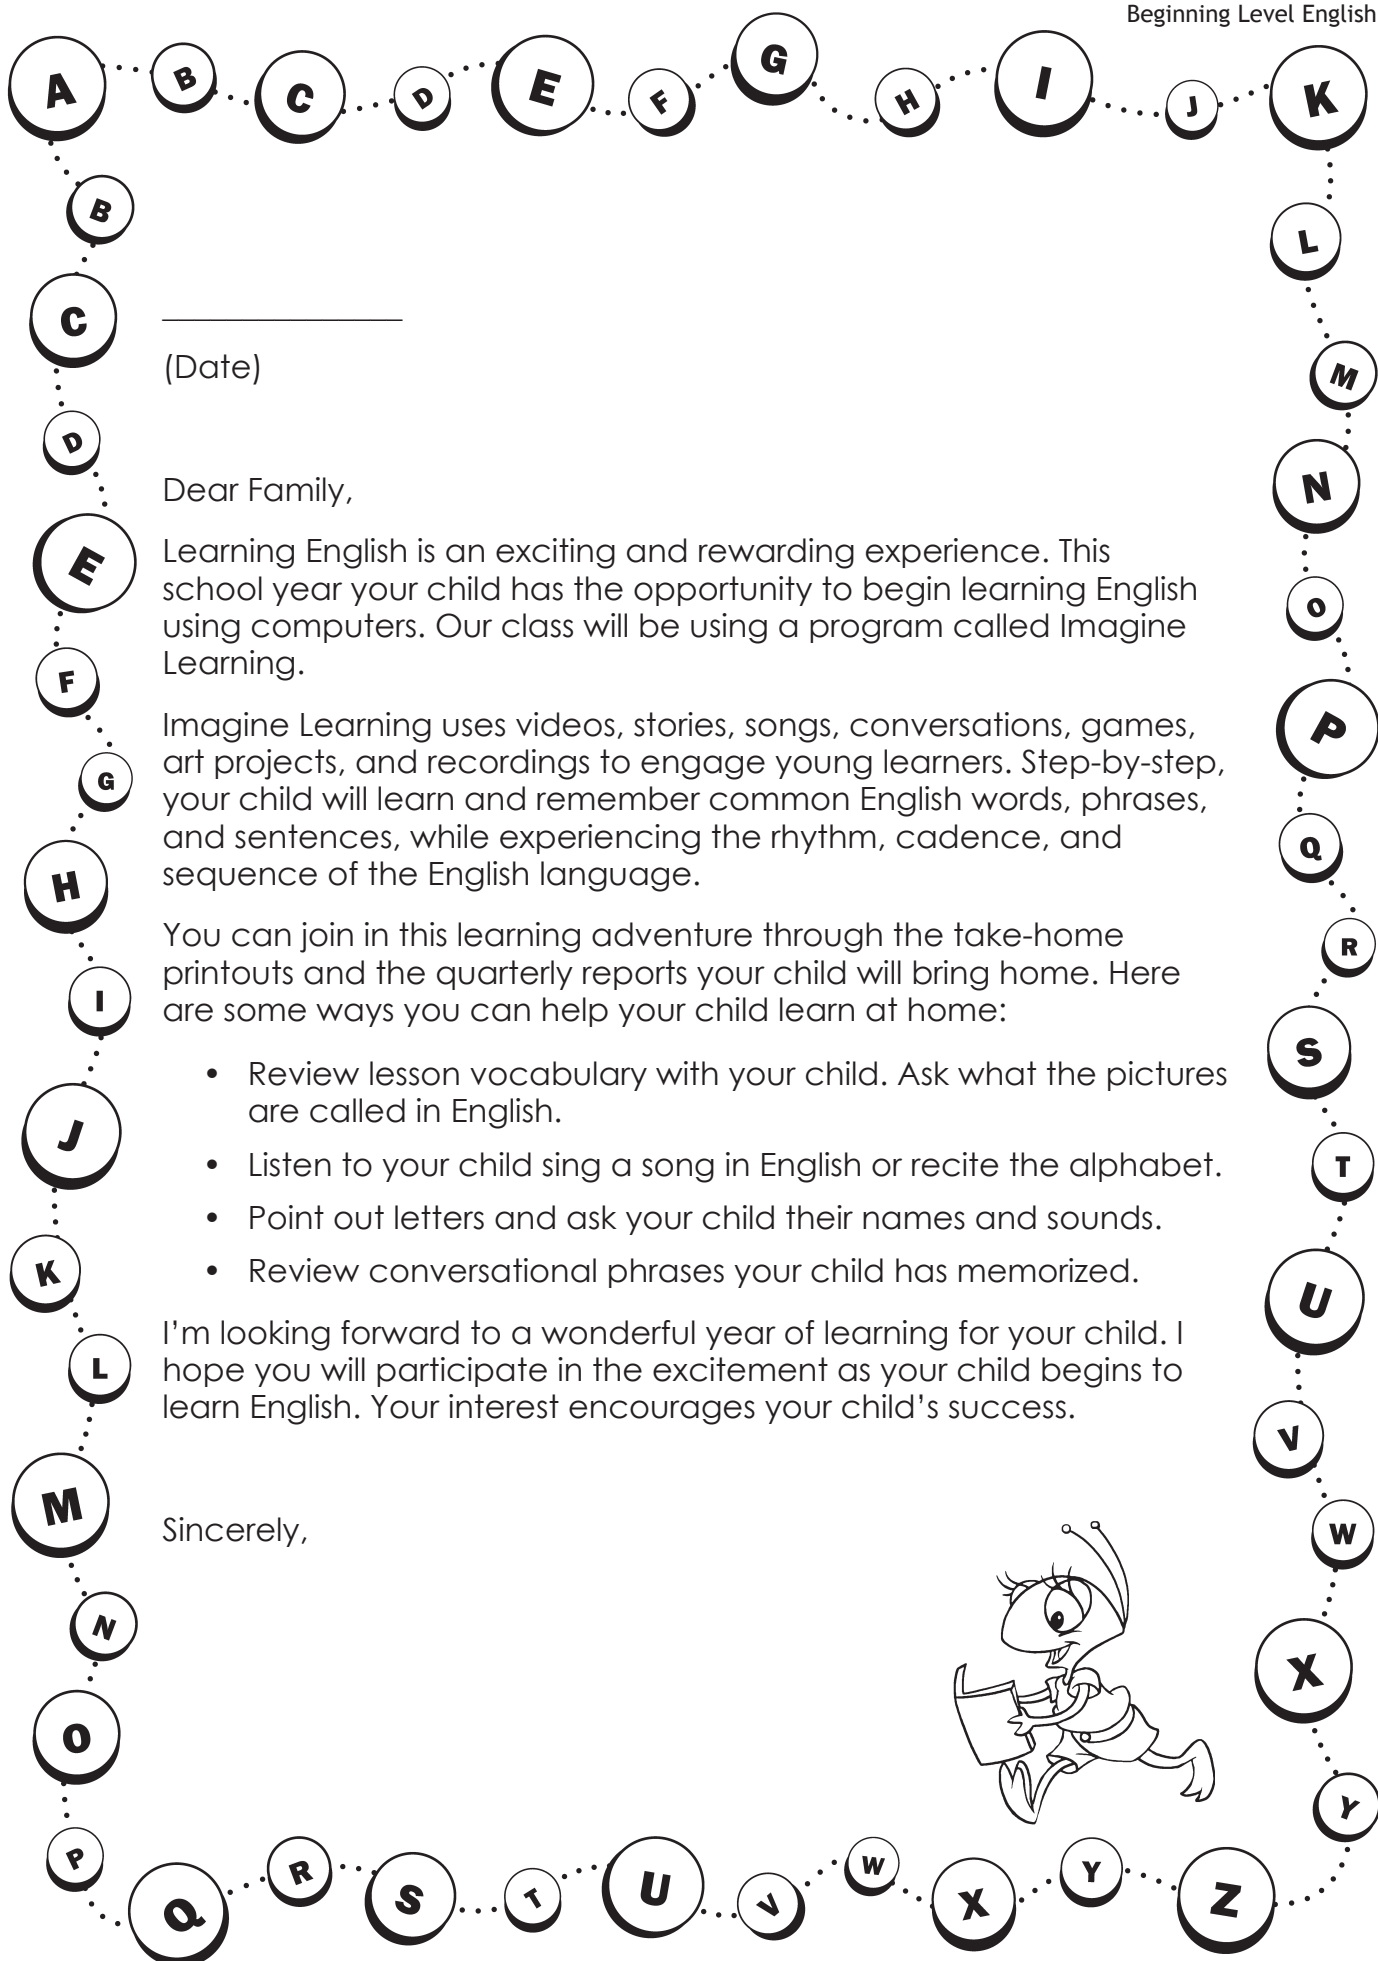 Beginning Level English
A B C D E F G H I J K
B
C
D
E
F
G
H
I
J
K
L
M
N
O
P
Q R S T U V W X Y Z
L
M
N
O
P
Q
R
S
T
U
V
W
X
Y
(Date)
Dear Family,
Learning English is an exciting and rewarding experience. This
school year your child has the opportunity to begin learning English
using computers. Our class will be using a program called Imagine
Learning.
Imagine Learning uses videos, stories, songs, conversations, games,
art projects, and recordings to engage young learners. Step-by-step,
your child will learn and remember common English words, phrases,
and sentences, while experiencing the rhythm, cadence, and
sequence of the English language.
You can join in this learning adventure through the take-home
printouts and the quarterly reports your child will bring home. Here
are some ways you can help your child learn at home:
• Review lesson vocabulary with your child. Ask what the pictures
are called in English.
• Listen to your child sing a song in English or recite the alphabet.
• Point out letters and ask your child their names and sounds.
• Review conversational phrases your child has memorized.
I'm looking forward to a wonderful year of learning for your child. I
hope you will participate in the excitement as your child begins to
learn English. Your interest encourages your child's success.
Sincerely,